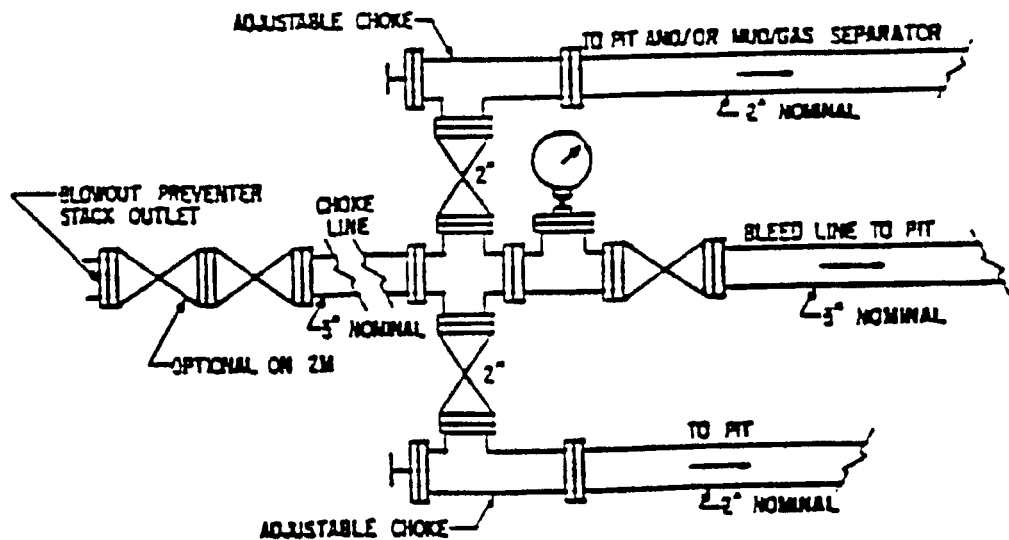 ADJUSTABLE CHOKE
TO PIT AND/OR MUD/GAS SEPARATOR
2" NOMINAL
2"
BLOWOUT PREVENTER
STACK OUTLET
CHOKE
LINE
BLEED LINE TO PIT
3" NOMINAL
3" NOMINAL
OPTIONAL ON 2M
2"
TO PIT
2" NOMINAL
ADJUSTABLE CHOKE